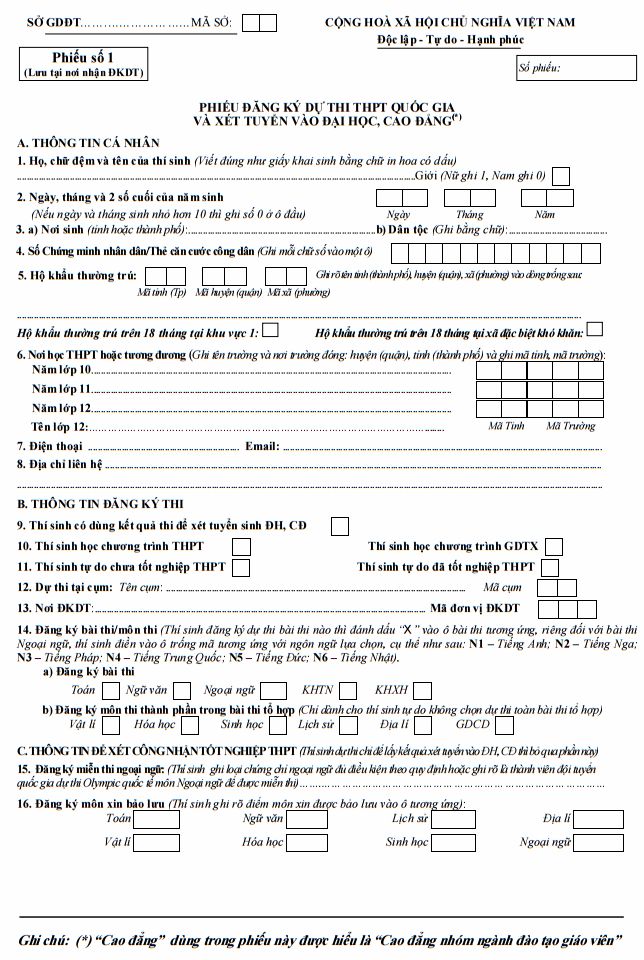 SỞ GDĐT……..……………..…MÃ SỞ:
CỘNG HOÀ XÃ HỘI CHỦ NGHĨA VIỆT NAM
Độc lập - Tự do - Hạnh phúc
Phiếu số 1
(Lưu tại nơi nhận ĐKDT)
Số phiếu:
PHIẾU ĐĂNG KÝ DỰ THI THPT QUỐC GIA
VÀ XÉT TUYỂN VÀO ĐẠI HỌC, CAO ĐẲNG(*)
A. THÔNG TIN CÁ NHÂN
1. Họ, chữ đệm và tên của thí sinh (Viết đúng như giấy khai sinh bằng chữ in hoa có dấu)
Giới (Nữ ghi 1, Nam ghi 0)
2. Ngày, tháng và 2 số cuối của năm sinh
(Nếu ngày và tháng sinh nhỏ hơn 10 thì ghi số 0 ở ô đầu) Ngày Tháng Năm
3. a) Nơi sinh (tỉnh hoặc thành phố): b) Dân tộc (Ghi bằng chữ):
4. Số Chứng minh nhân dân/Thẻ căn cước công dân (Ghi mỗi chữ số vào một ô)
5. Hộ khẩu thường trú: Ghi rõ tên tỉnh (thành phố), huyện (quận), xã (phường) vào dòng trống sau:
Mã tỉnh (Tp) Mã huyện (quận) Mã xã (phường)
Hộ khẩu thường trú trên 18 tháng tại khu vực 1: Hộ khẩu thường trú trên 18 tháng tại xã đặc biệt khó khăn:
6. Nơi học THPT hoặc tương đương (Ghi tên trường và nơi trường đóng: huyện (quận), tỉnh (thành phố) và ghi mã tỉnh, mã trường):
Năm lớp 10
Năm lớp 11
Năm lớp 12
Tên lớp 12: Mã Tỉnh Mã Trường
7. Điện thoại Email:
8. Địa chỉ liên hệ
B. THÔNG TIN ĐĂNG KÝ THI
9. Thí sinh có dùng kết quả thi để xét tuyển sinh ĐH, CĐ
10. Thí sinh học chương trình THPT Thí sinh học chương trình GDTX
11. Thí sinh tự do chưa tốt nghiệp THPT Thí sinh tự do đã tốt nghiệp THPT
12. Dự thi tại cụm: Tên cụm: Mã cụm
13. Nơi ĐKDT: Mã đơn vị ĐKDT
14. Đăng ký bài thi/môn thi (Thí sinh đăng ký dự thi bài thi nào thì đánh dấu “X” vào ô bài thi tương ứng, riêng đối với bài thi
Ngoại ngữ, thí sinh điền vào ô trống mã tương ứng với ngôn ngữ lựa chọn, cụ thể như sau: N1 – Tiếng Anh; N2 – Tiếng Nga;
N3 – Tiếng Pháp; N4 – Tiếng Trung Quốc; N5 – Tiếng Đức; N6 – Tiếng Nhật).
a) Đăng ký bài thi
Toán Ngữ văn Ngoại ngữ KHTN KHXH
b) Đăng ký môn thi thành phần trong bài thi tổ hợp (Chỉ dành cho thí sinh tự do không chọn dự thi toàn bài thi tổ hợp)
Vật lí Hóa học Sinh học Lịch sử Địa lí GDCD
C. THÔNG TIN ĐỂ XÉT CÔNG NHẬN TỐT NGHIỆP THPT (Thí sinh dự thi chỉ để lấy kết quả xét tuyển vào ĐH, CĐ thì bỏ qua phần này)
15. Đăng ký miễn thi ngoại ngữ: (Thí sinh ghi loại chứng chỉ ngoại ngữ đủ điều kiện theo quy định hoặc ghi rõ là thành viên đội tuyển
quốc gia dự thi Olympic quốc tế môn Ngoại ngữ để được miễn thi)
16. Đăng ký môn xin bảo lưu (Thí sinh ghi rõ điểm môn xin được bảo lưu vào ô tương ứng):
Toán Ngữ văn Lịch sử Địa lí
Vật lí Hóa học Sinh học Ngoại ngữ
Ghi chú: (*) “Cao đẳng” dùng trong phiếu này được hiểu là “Cao đẳng nhóm ngành đào tạo giáo viên”